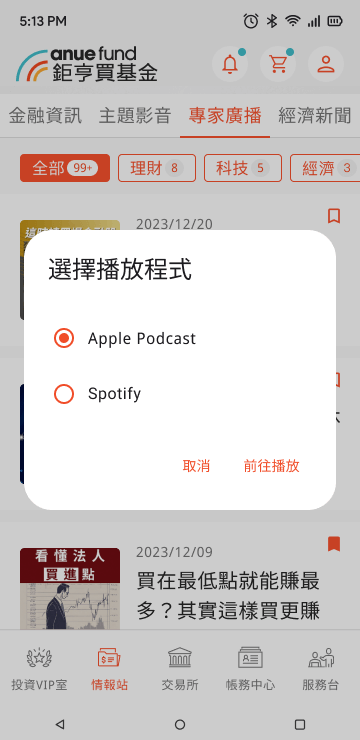 5:13 PM
anue fund
鉅亨買基金
金融資訊 主題影音 專家廣播 經濟新聞
全部 99+ 理財 8 科技 5 經濟 3
2023/12/20
選擇播放程式
Apple Podcast
Spotify
取消 前往播放
看懂法人
買進點
2023/12/09
買在最低點就能賺最
多？其實這樣買更賺
投資VIP室 情報站 交易所 帳務中心 服務台